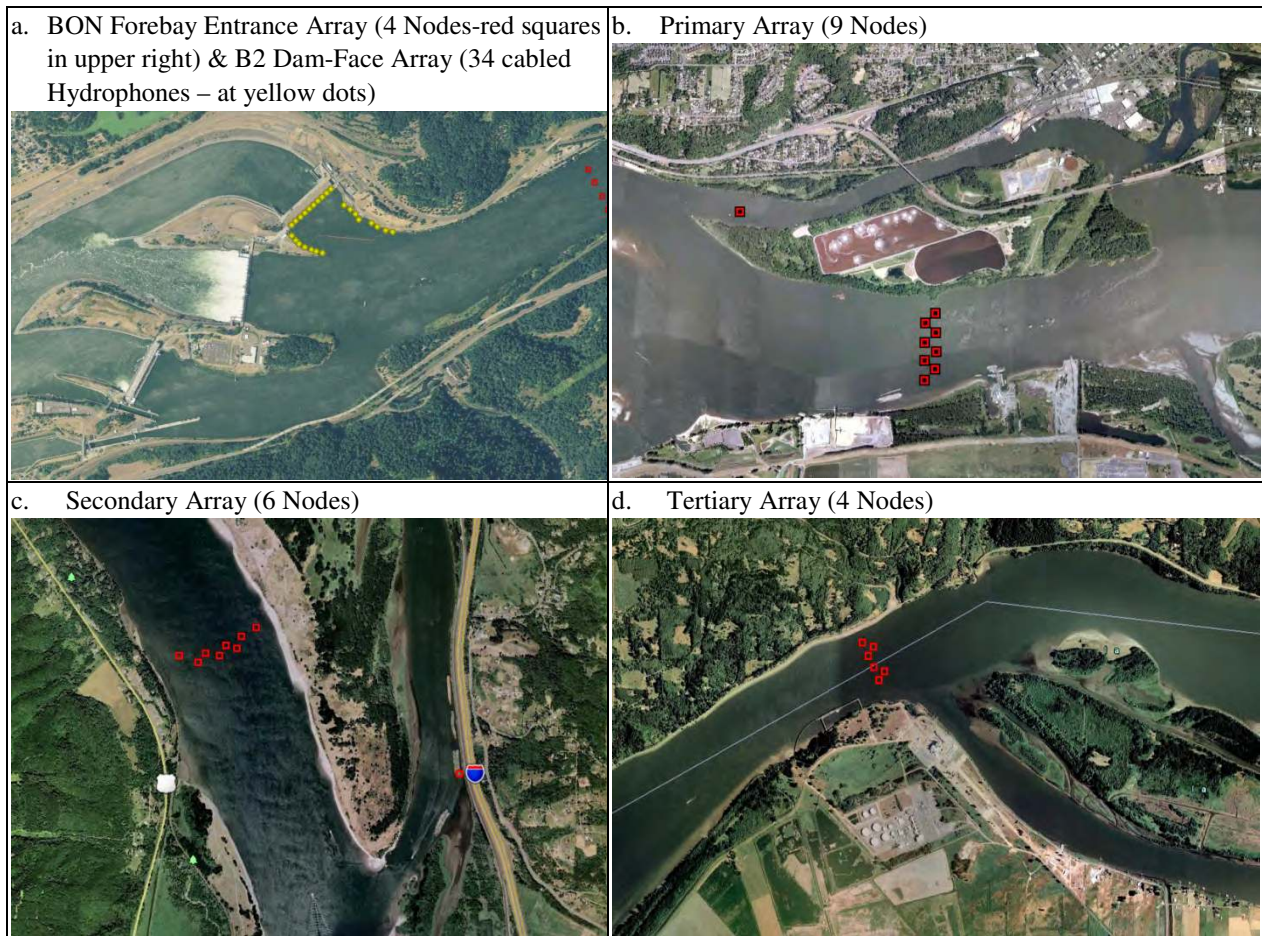 a. BON Forebay Entrance Array (4 Nodes-red squares
in upper right) & B2 Dam-Face Array (34 cabled
Hydrophones – at yellow dots)
b. Primary Array (9 Nodes)
c. Secondary Array (6 Nodes)
d. Tertiary Array (4 Nodes)